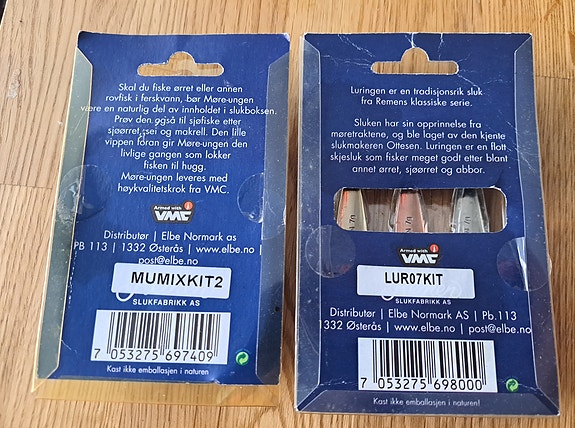 Skal du fiske ørret eller annen
rovfisk i ferskvann, bør Møre-ungen
være en naturlig del av innholdet i slukboksen.
Prøv den også til sjøfiske etter
sjøørret, sei og makrell. Den lille
vippen foran gir Møre-ungen den
livlige gangen som lokker
fisken til hugg.
Møre-ungen leveres med
høykvalitetskrok fra VMC.
Armed with
VMC
Distributør | Elbe Normark as
PB 113 | 1332 Østerås | www.elbe.no |
post@elbe.no
MUMIXKIT2
SLUKFABRIKK AS
7 053275 697409
Kast ikke emballasjen i naturen
Luringen er en tradisjonsrik sluk
fra Remens klassiske serie.
Sluken har sin opprinnelse fra
møretraktene, og ble laget av den kjente
slukmakeren Ottesen. Luringen er en flott
skjesluk som fisker meget godt etter blant
annet ørret, sjøørret og abbor.
Armed with
VMC
LUR07KIT
SLUKFABRIKK AS
Distributør | Elbe Normark AS | Pb.113
1332 Østerås | www.elbe.no | post@elbe.no
7 053275 698000
Kast ikke emballasjen i naturen!